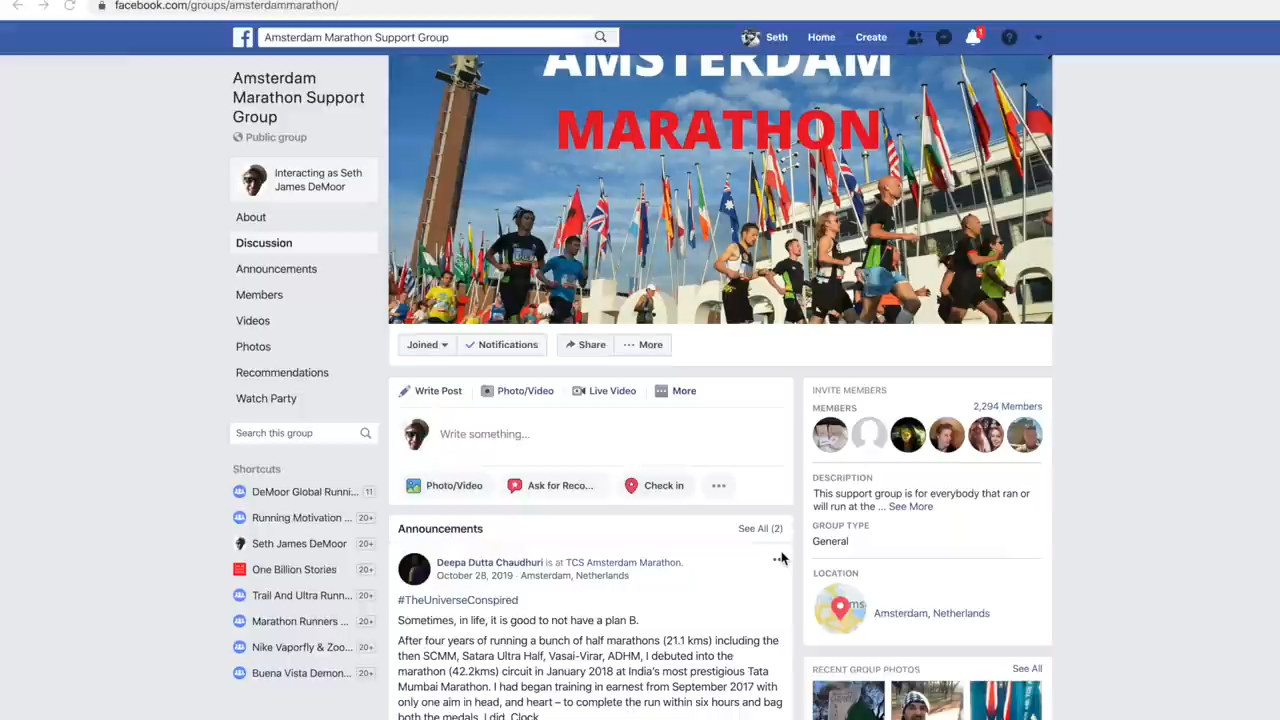 facebook.com/groups/amsterdammarathon/
Amsterdam Marathon Support Group
Seth
Home
Create
1
Amsterdam
Marathon Support
Group
Public group
Interacting as Seth
James DeMoor
About
Discussion
Announcements
Members
Videos
Photos
Recommendations
Watch Party
Search this group
Shortcuts
DeMoor Global Runni... 11
Running Motivation ... 20+
Seth James DeMoor 20+
One Billion Stories 20+
Trail And Ultra Runn... 20+
Marathon Runners ... 20+
Nike Vaporfly & Zoo... 20+
Buena Vista Demon... 20+
AMSTERDAM
MARATHON
Joined
Notifications
Share
More
Write Post
Photo/Video
Live Video
More
Write something...
Photo/Video
Ask for Reco...
Check in
Announcements
See All (2)
Deepa Dutta Chaudhuri is at TCS Amsterdam Marathon.
October 28, 2019 · Amsterdam, Netherlands
#TheUniverseConspired
Sometimes, in life, it is good to not have a plan B.
After four years of running a bunch of half marathons (21.1 kms) including the
then SCMM, Satara Ultra Half, Vasai-Virar, ADHM, I debuted into the
marathon (42.2kms) circuit in January 2018 at India's most prestigious Tata
Mumbai Marathon. I had began training in earnest from September 2017 with
only one aim in head, and heart – to complete the run within six hours and bag
both the medals. I did. Clock
INVITE MEMBERS
MEMBERS
2,294 Members
DESCRIPTION
This support group is for everybody that ran or
will run at the ... See More
GROUP TYPE
General
LOCATION
ms
Amsterdam, Netherlands
RECENT GROUP PHOTOS
See All